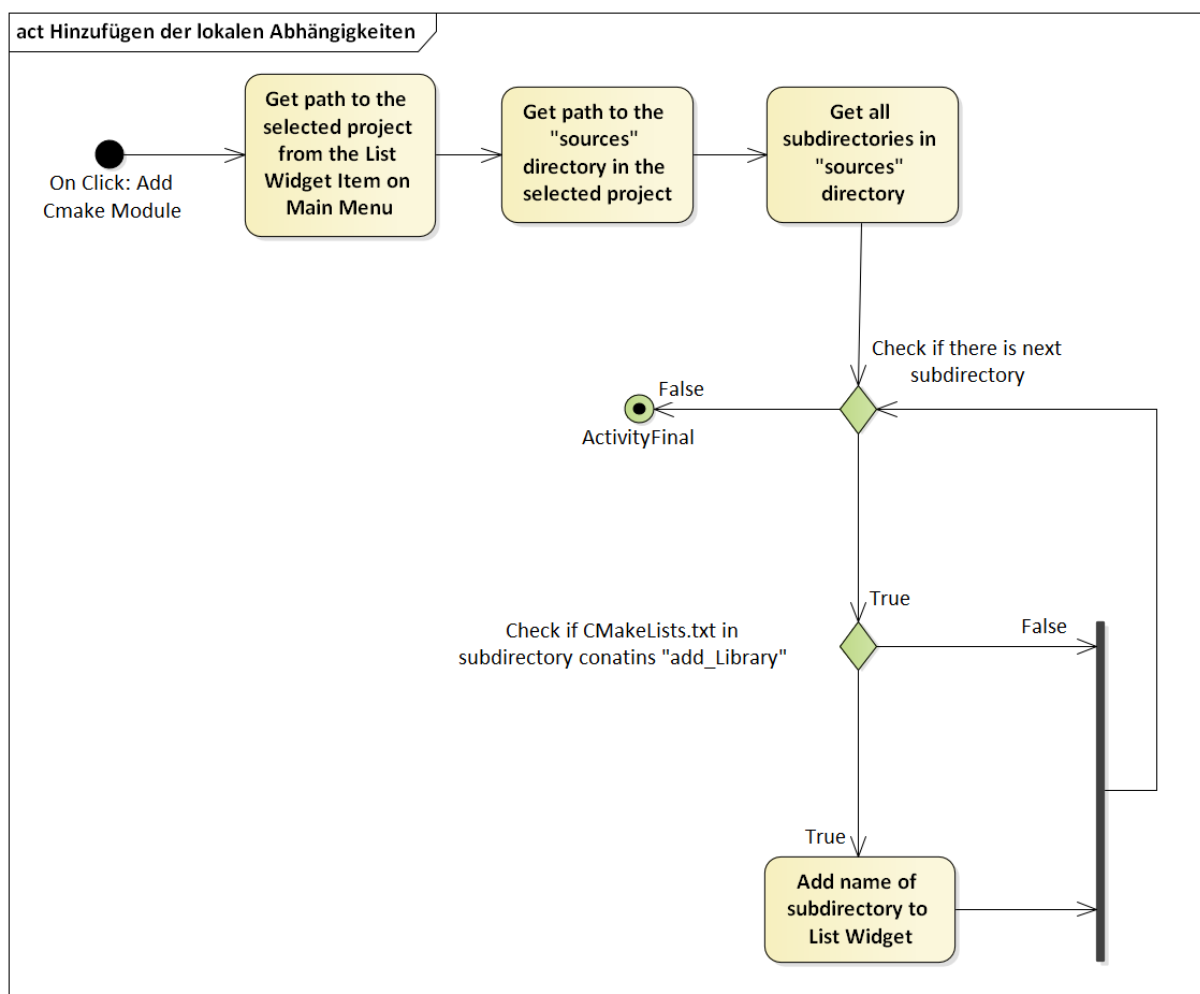 act Hinzufügen der lokalen Abhängigkeiten
Get path to the
selected project
from the List
Widget Item on
Main Menu
Get path to the
"sources"
directory in the
selected project
Get all
subdirectories in
"sources"
directory
On Click: Add
Cmake Module
Check if there is next
subdirectory
False
ActivityFinal
True
Check if CMakeLists.txt in
subdirectory conatins "add_Library"
False
True
Add name of
subdirectory to
List Widget